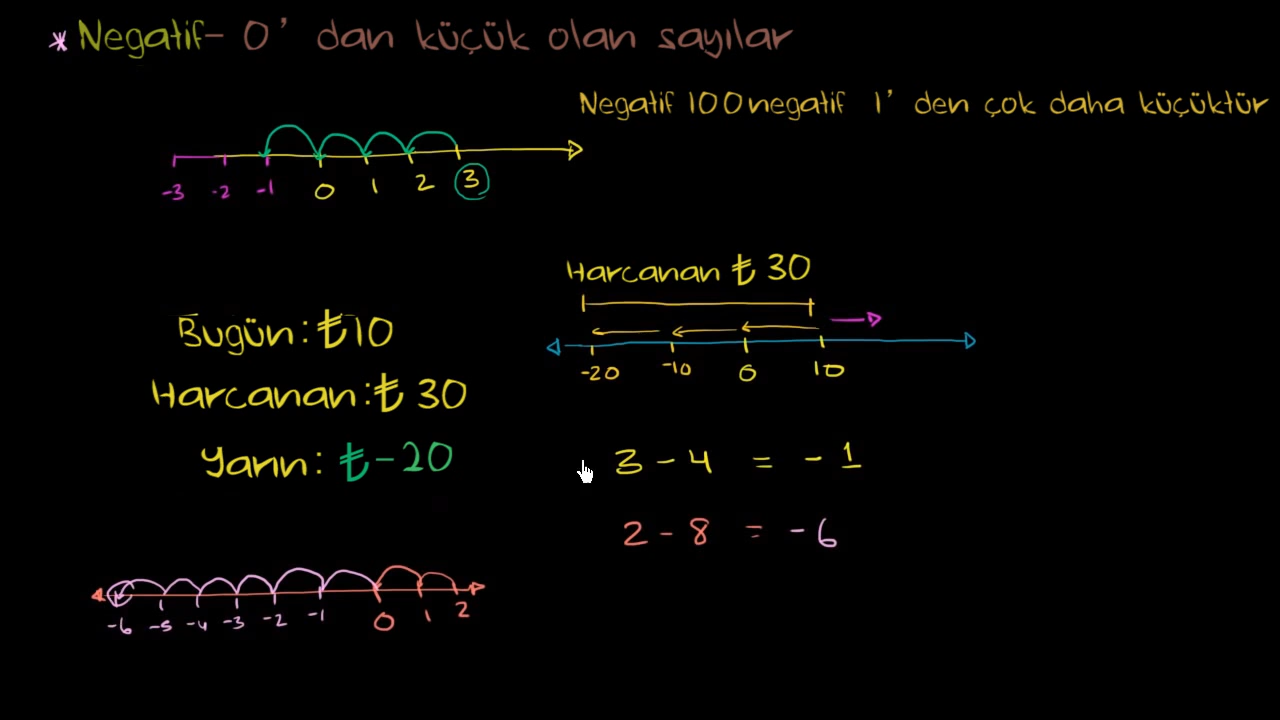 * Negatif- 0' dan küçük olan sayılar
Negatif 100 negatif 1' den çok daha küçüktür
-3 -2 -1 0 1 2 3
Harcanan ₺ 30
-20 -10 0 10
Bugün: ₺10
Harcanan: ₺ 30
Yarın: ₺-20
3 - 4 = - 1
2 - 8 = - 6
-6 -5 -4 -3 -2 -1 0 1 2